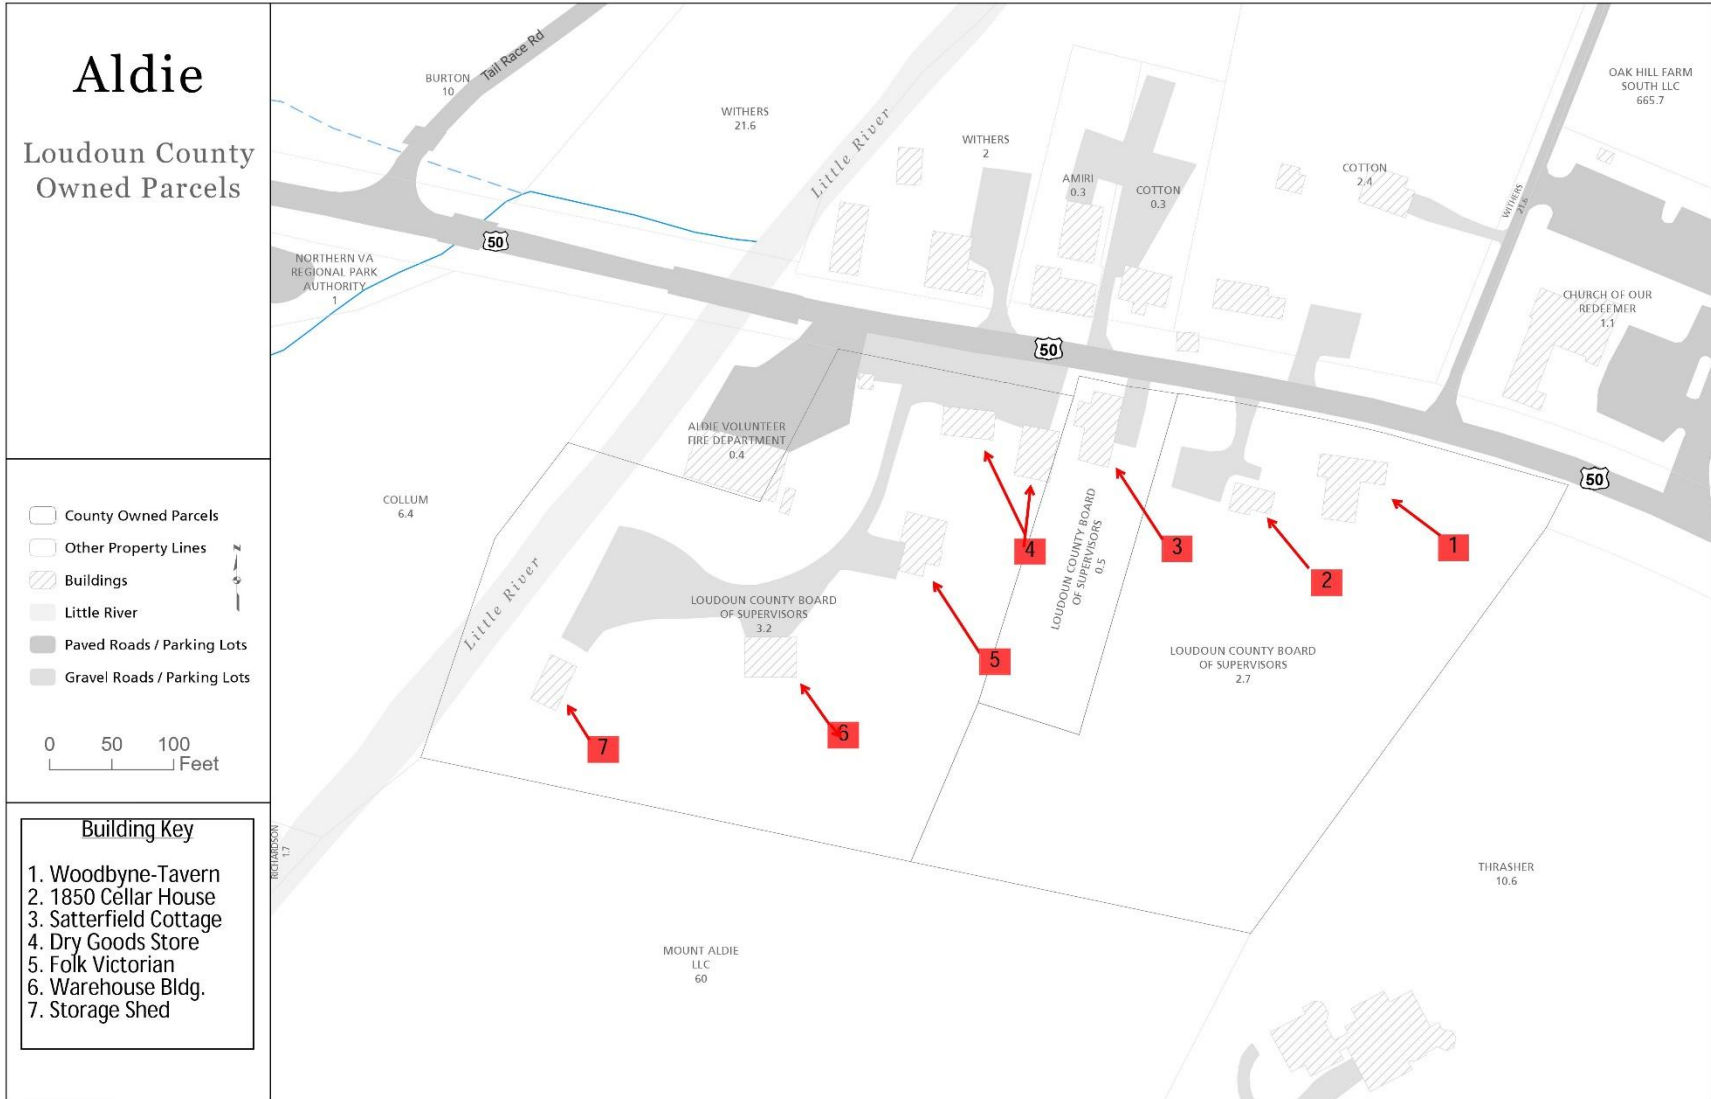 Aldie
Loudoun County
Owned Parcels
County Owned Parcels
Other Property Lines
Buildings
Little River
Paved Roads / Parking Lots
Gravel Roads / Parking Lots
N
0 50 100
Feet
Building Key
1. Woodbyne-Tavern
2. 1850 Cellar House
3. Satterfield Cottage
4. Dry Goods Store
5. Folk Victorian
6. Warehouse Bldg.
7. Storage Shed
BURTON
10
Tail Race Rd
WITHERS
21.6
Little River
WITHERS
2
AMIRI
0.3
COTTON
0.3
COTTON
2.4
WITHERS
21.6
OAK HILL FARM
SOUTH LLC
665.7
50
NORTHERN VA
REGIONAL PARK
AUTHORITY
1
CHURCH OF OUR
REDEEMER
1.1
50
50
ALDIE VOLUNTEER
FIRE DEPARTMENT
0.4
COLLUM
6.4
Little River
LOUDOUN COUNTY BOARD
OF SUPERVISORS
3.2
LOUDOUN COUNTY BOARD
OF SUPERVISORS
0.5
LOUDOUN COUNTY BOARD
OF SUPERVISORS
2.7
4
3
2
1
5
6
7
RICHARDSON
1.7
MOUNT ALDIE
LLC
60
THRASHER
10.6